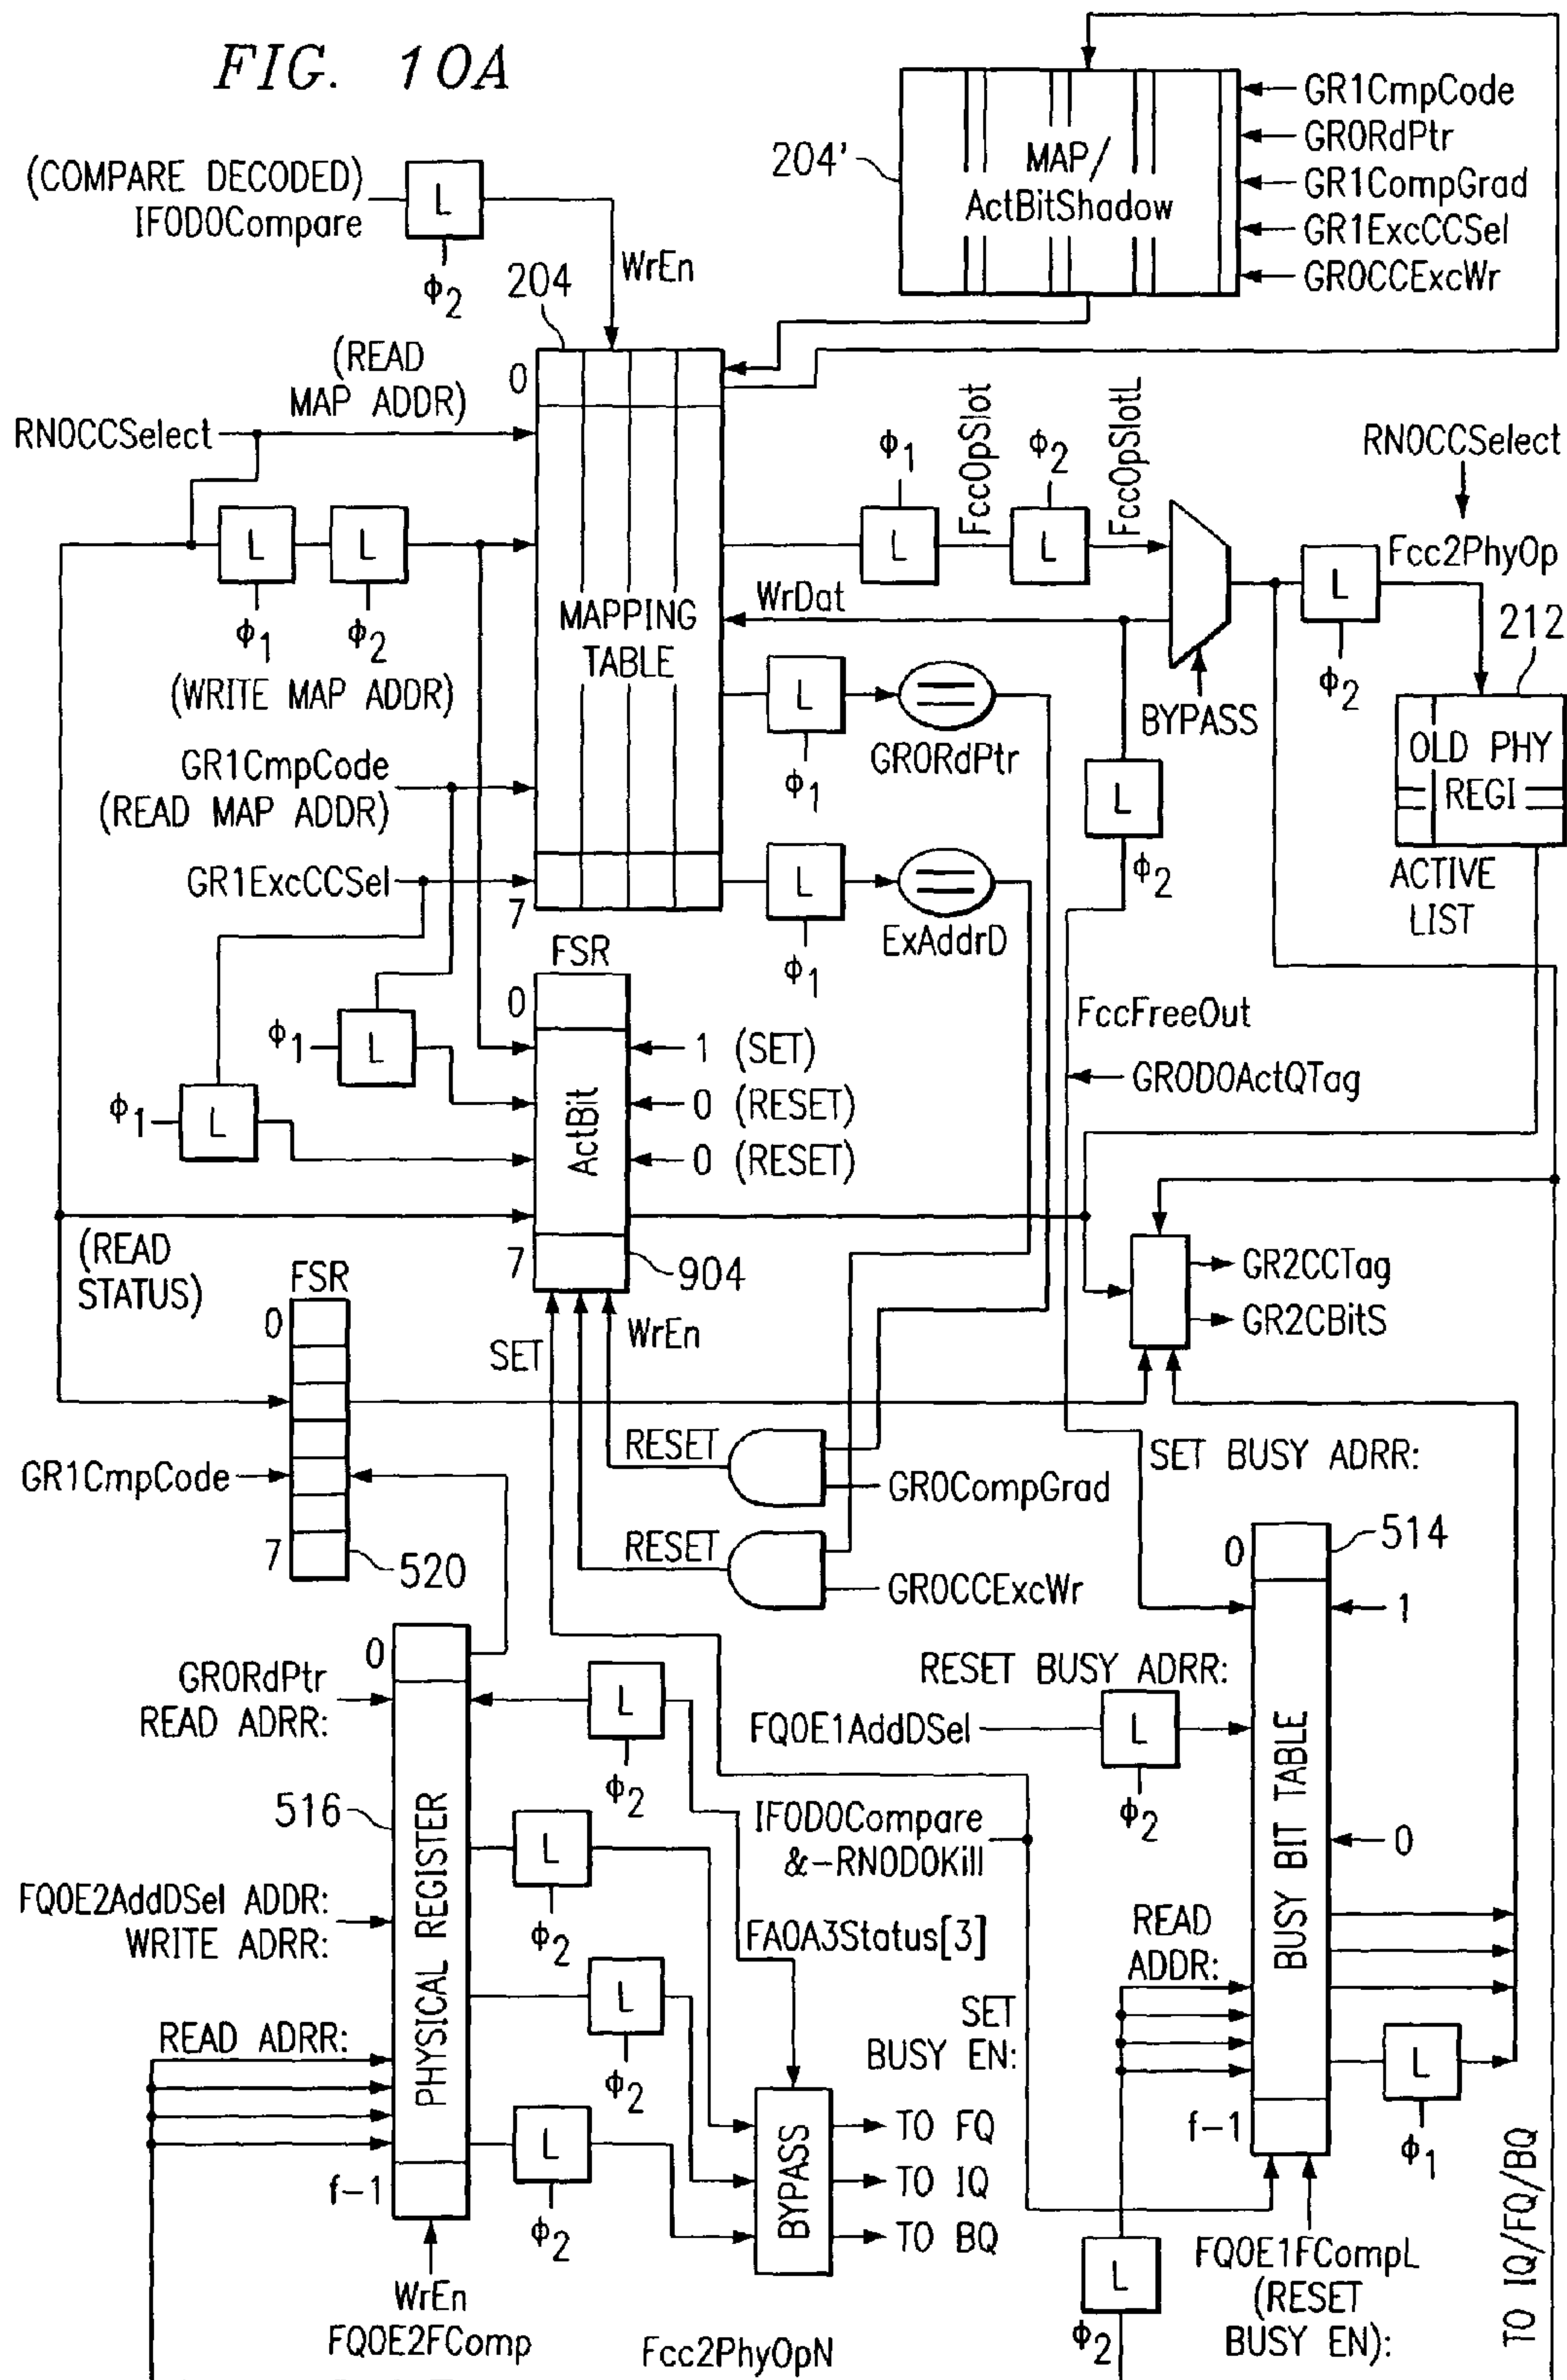 FIG. 10A
GR1CmpCode
GR0RdPtr
GR1CompGrad
GR1ExcCCSel
GR0CCExcWr
204'
MAP/
ActBitShadow
(COMPARE DECODED)
IF0D0Compare
L
ϕ2
WrEn
204
(READ
MAP ADDR)
0
RN0CCSelect
L
L
ϕ1
ϕ2
(WRITE MAP ADDR)
MAPPING
TABLE
GR1CmpCode
(READ MAP ADDR)
GR1ExcCCSel
7
ϕ1
L
FccOpSlot
ϕ2
L
FccOpSlotL
WrDat
BYPASS
RN0CCSelect
Fcc2PhyOp
L
ϕ2
212
OLD PHY
REGI
ACTIVE
LIST
L
ϕ1
=
GR0RdPtr
L
ϕ1
=
ExAddrD
L
ϕ2
FccFreeOut
GR0D0ActQTag
FSR
0
ActBit
7
904
1 (SET)
0 (RESET)
0 (RESET)
ϕ1
L
ϕ1
L
(READ
STATUS)
FSR
0
7
520
GR1CmpCode
SET
WrEn
RESET
GR0CompGrad
RESET
GR0CCExcWr
GR2CCTag
GR2CBitS
SET BUSY ADRR:
514
0
1
RESET BUSY ADRR:
FQ0E1AddDSel
L
ϕ2
BUSY BIT TABLE
0
READ
ADDR:
f-1
L
ϕ1
IF0D0Compare
&-RN0D0Kill
SET
BUSY EN:
FQ0E1FCompL
(RESET
BUSY EN):
L
ϕ2
TO IQ/FQ/BQ
GR0RdPtr
READ ADRR:
0
516
PHYSICAL REGISTER
FQ0E2AddDSel ADDR:
WRITE ADRR:
READ ADRR:
f-1
WrEn
FQ0E2FComp
L
ϕ2
L
ϕ2
L
ϕ2
L
ϕ2
FA0A3Status[3]
BYPASS
TO FQ
TO IQ
TO BQ
Fcc2PhyOpN